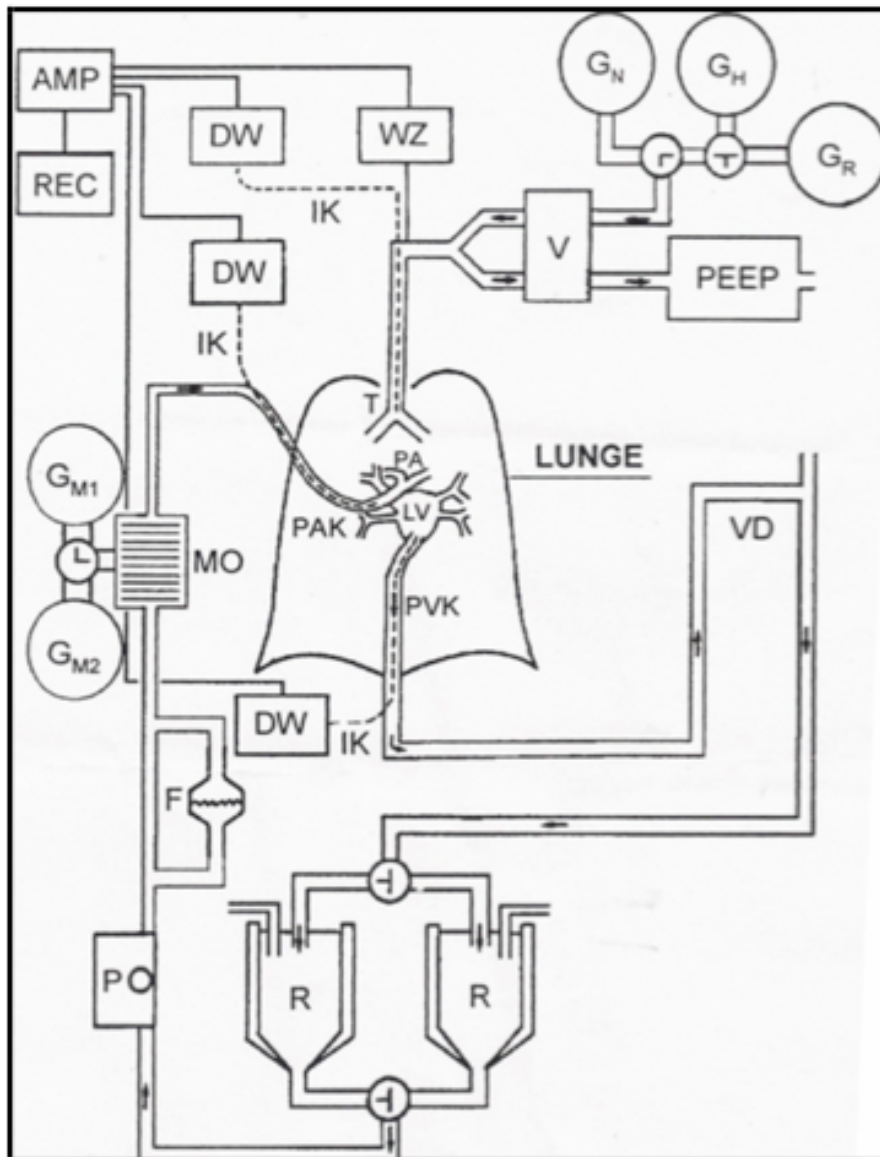 AMP
G_N
G_H
DW
WZ
REC
G_R
IK
V
DW
PEEP
IK
T
PA
LUNGE
G_M1
LV
PAK
VD
MO
PVK
G_M2
DW
IK
F
R
R
P